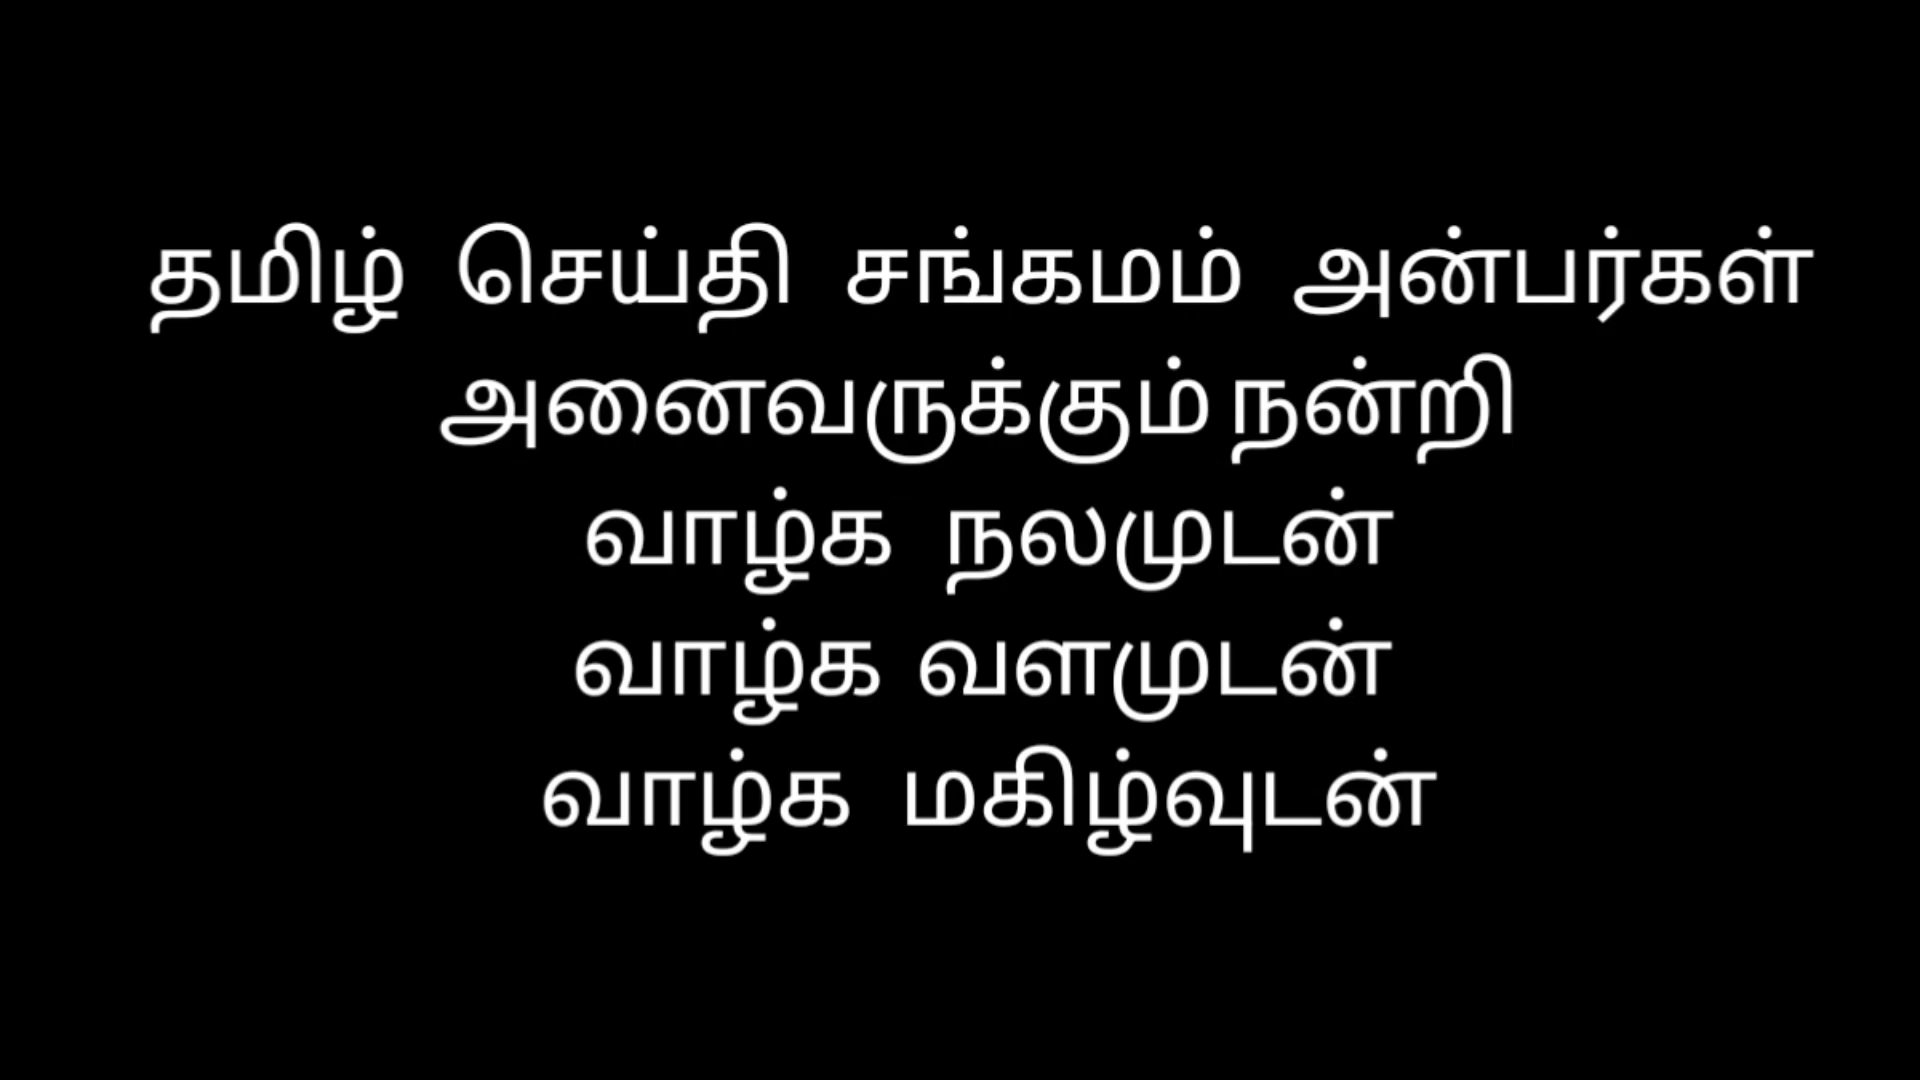 தமிழ் செய்தி சங்கமம் அன்பர்கள்
அனைவருக்கும் நன்றி
வாழ்க நலமுடன்
வாழ்க வளமுடன்
வாழ்க மகிழ்வுடன்